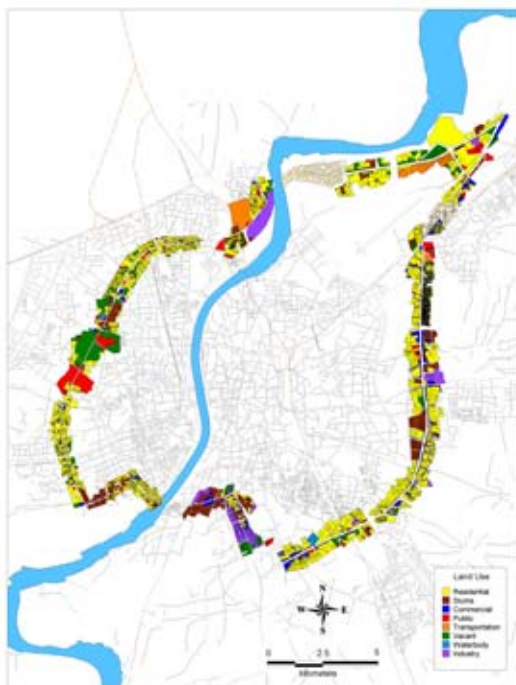 Land Use
Residential
Slums
Commercial
Public
Transportation
Vacant
Waterbody
Industry
N
W E
S
0 2.5 5
kilometers